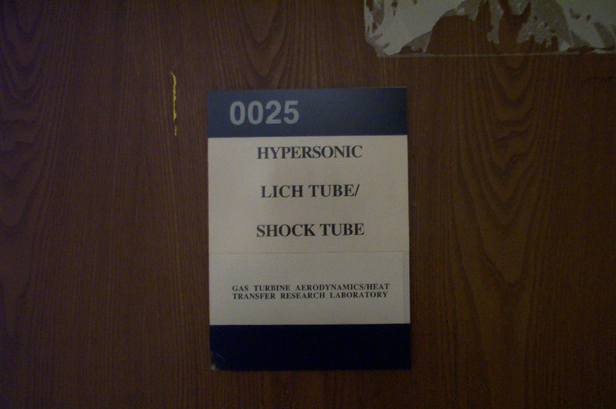 0025
HYPERSONIC
LICH TUBE/
SHOCK TUBE
GAS TURBINE AERODYNAMICS/HEAT
TRANSFER RESEARCH LABORATORY